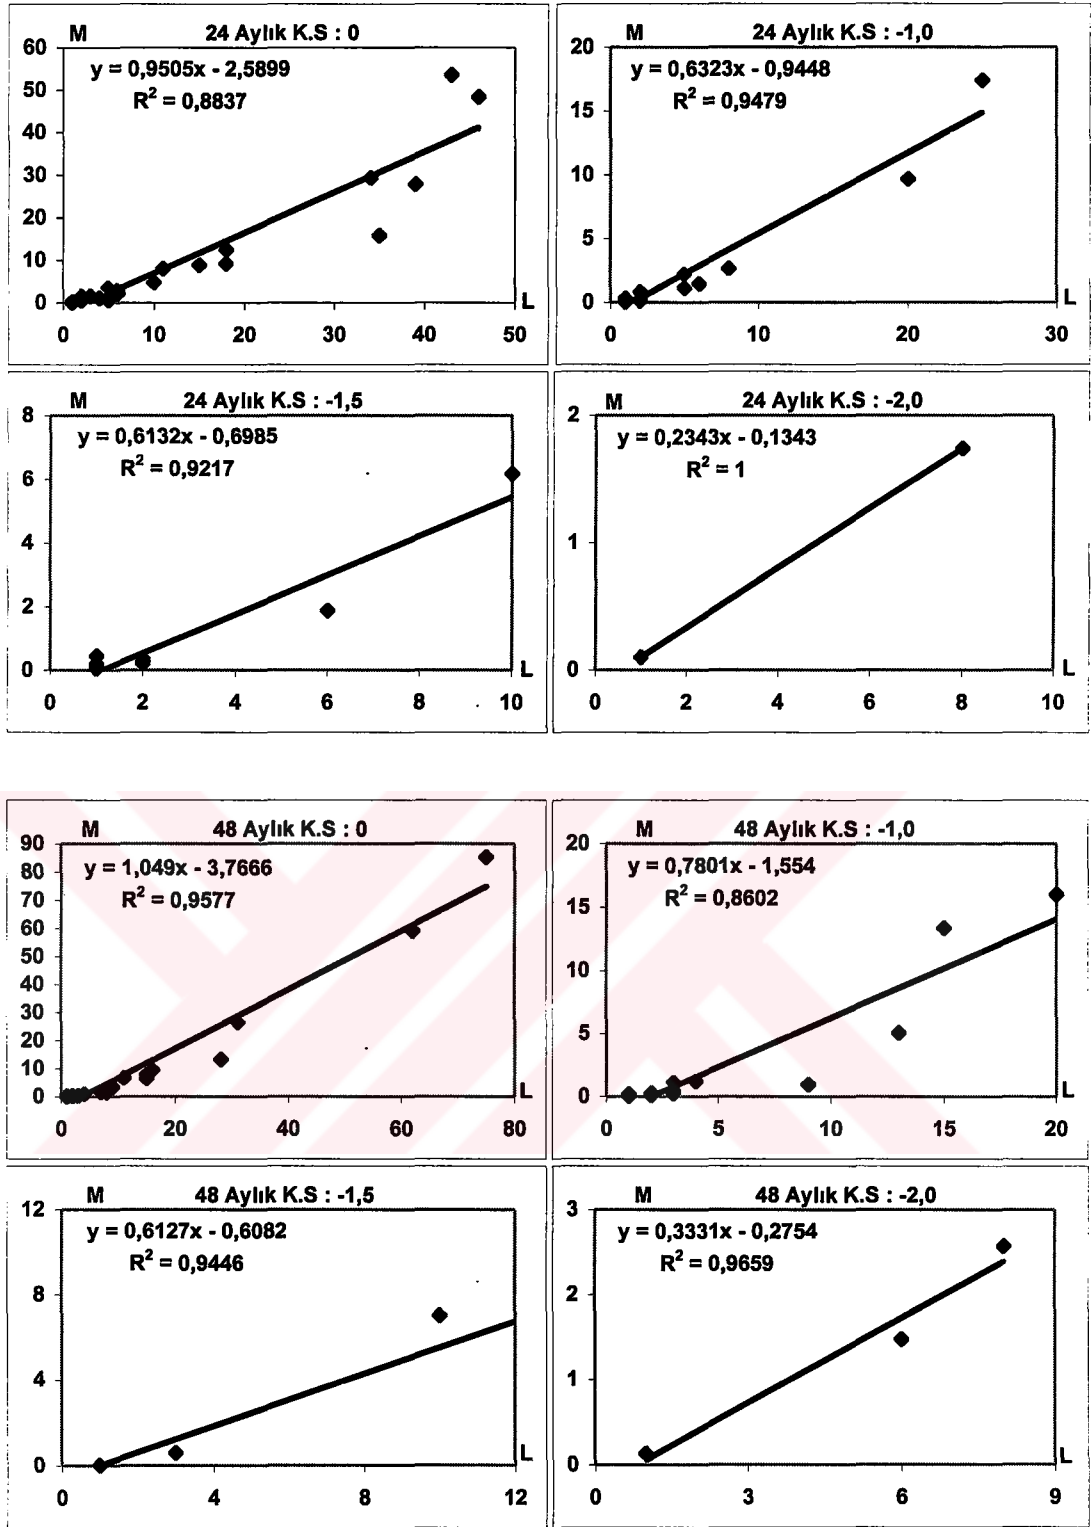 M 24 Aylık K.S : 0
60
y = 0,9505x - 2,5899
50
R² = 0,8837
40
30
20
10
0
L
0 10 20 30 40 50
M 24 Aylık K.S : -1,0
20
y = 0,6323x - 0,9448
R² = 0,9479
15
10
5
0
L
0 10 20 30
M 24 Aylık K.S : -1,5
8
y = 0,6132x - 0,6985
R² = 0,9217
6
4
2
0
L
0 2 4 6 8 10
M 24 Aylık K.S : -2,0
2
y = 0,2343x - 0,1343
R² = 1
1
0
L
0 2 4 6 8 10
M 48 Aylık K.S : 0
90
y = 1,049x - 3,7666
80
R² = 0,9577
70
60
50
40
30
20
10
0
L
0 20 40 60 80
M 48 Aylık K.S : -1,0
20
y = 0,7801x - 1,554
R² = 0,8602
15
10
5
0
L
0 5 10 15 20
M 48 Aylık K.S : -1,5
12
y = 0,6127x - 0,6082
R² = 0,9446
8
4
0
L
0 4 8 12
M 48 Aylık K.S : -2,0
3
y = 0,3331x - 0,2754
R² = 0,9659
2
1
0
L
0 3 6 9